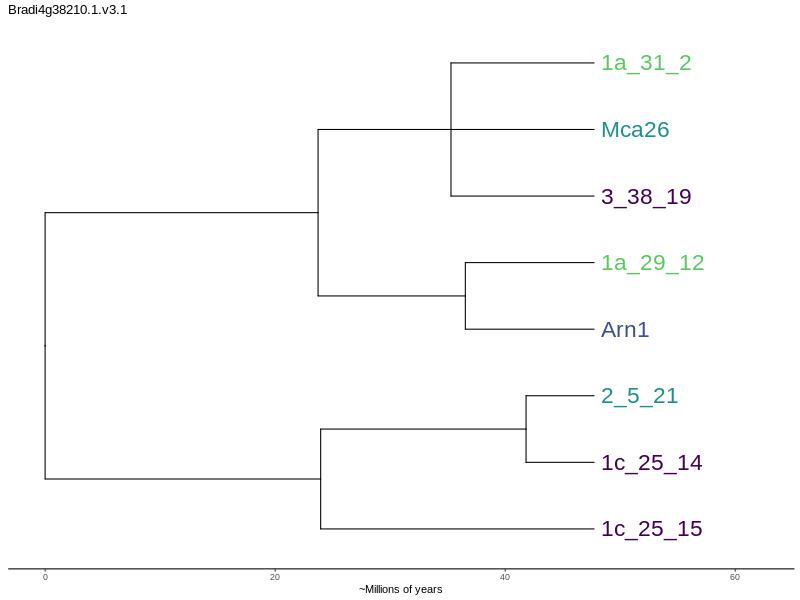 Bradi4g38210.1.v3.1
1a_31_2
Mca26
3_38_19
1a_29_12
Arn1
2_5_21
1c_25_14
1c_25_15
0 20 40 60
~Millions of years